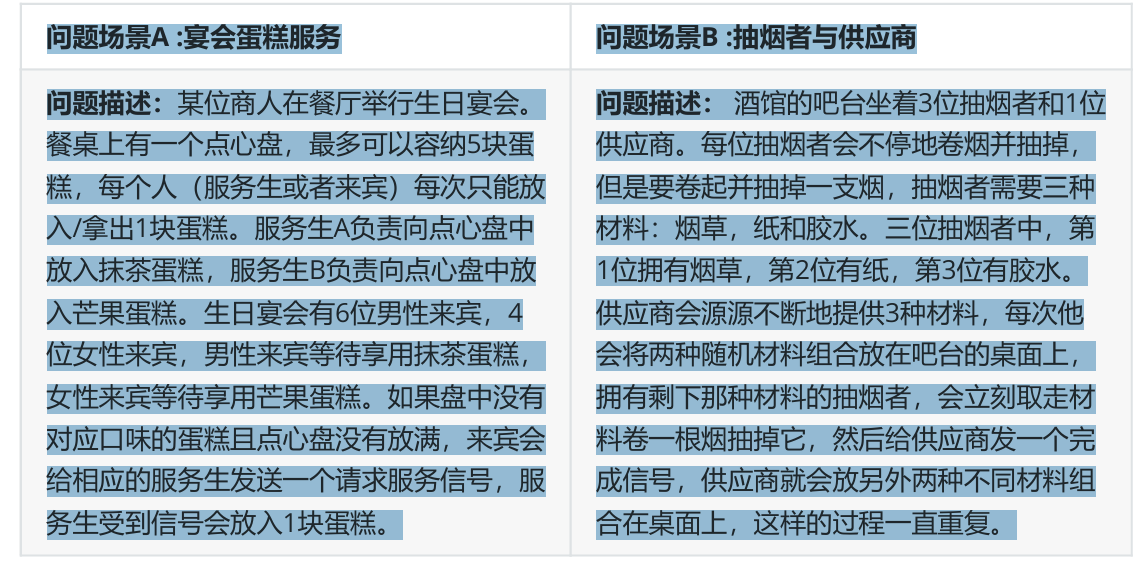 问题场景A :宴会蛋糕服务
问题描述：某位商人在餐厅举行生日宴会。
餐桌上有一个点心盘，最多可以容纳5块蛋
糕，每个人（服务生或者来宾）每次只能放
入/拿出1块蛋糕。服务生A负责向点心盘中
放入抹茶蛋糕，服务生B负责向点心盘中放
入芒果蛋糕。生日宴会有6位男性来宾，4
位女性来宾，男性来宾等待享用抹茶蛋糕，
女性来宾等待享用芒果蛋糕。如果盘中没有
对应口味的蛋糕且点心盘没有放满，来宾会
给相应的服务生发送一个请求服务信号，服
务生受到信号会放入1块蛋糕。
问题场景B :抽烟者与供应商
问题描述： 酒馆的吧台坐着3位抽烟者和1位
供应商。每位抽烟者会不停地卷烟并抽掉，
但是要卷起并抽掉一支烟，抽烟者需要三种
材料：烟草，纸和胶水。三位抽烟者中，第
1位拥有烟草，第2位有纸，第3位有胶水。
供应商会源源不断地提供3种材料，每次他
会将两种随机材料组合放在吧台的桌面上，
拥有剩下那种材料的抽烟者，会立刻取走材
料卷一根烟抽掉它，然后给供应商发一个完
成信号，供应商就会放另外两种不同材料组
合在桌面上，这样的过程一直重复。